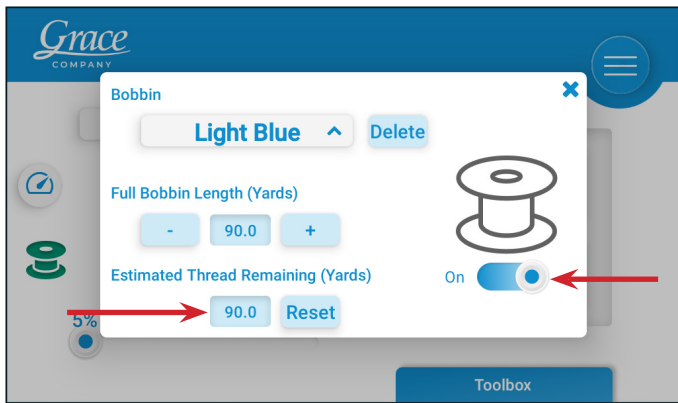 Grace
COMPANY
Bobbin
Light Blue
Delete
Full Bobbin Length (Yards)
- 90.0 +
Estimated Thread Remaining (Yards)
On
90.0 Reset
5%
Toolbox